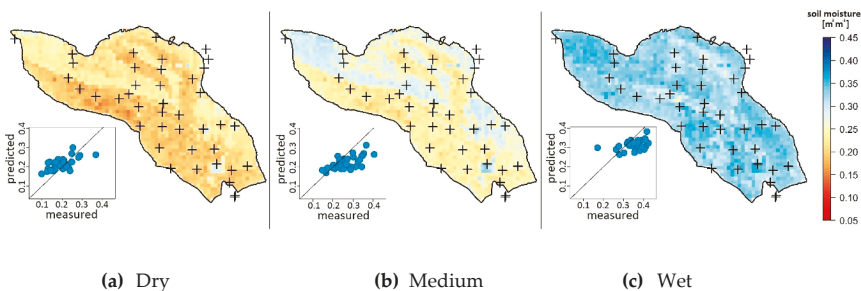 soil moisture
[m³m³]
0.45
0.40
0.35
0.30
0.25
0.20
0.15
0.10
0.05
predicted
0.1 0.2 0.3 0.4
0.1 0.2 0.3 0.4
measured
predicted
0.1 0.2 0.3 0.4
0.1 0.2 0.3 0.4
measured
predicted
0.1 0.2 0.3 0.4
0.1 0.2 0.3 0.4
measured
(a) Dry
(b) Medium
(c) Wet